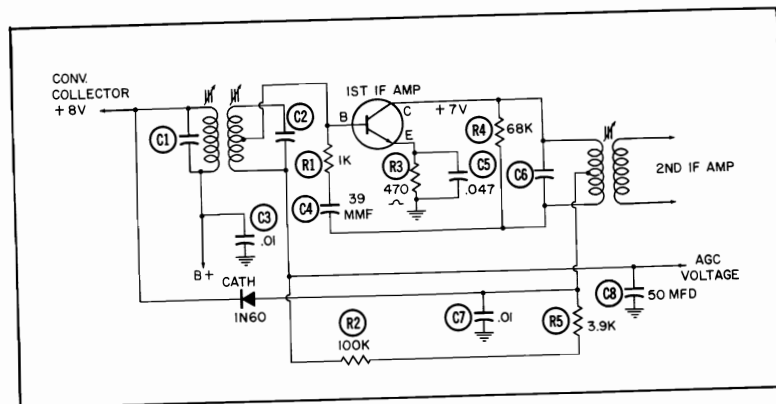 CONV.
COLLECTOR
+8V
C1
C2
1ST IF AMP
B
C
E
+7V
R1
1K
C4
39
MMF
R3
470
C5
.047
R4
68K
C6
2ND IF AMP
C3
.01
B+
CATH
1N60
R2
100K
C7
.01
R5
3.9K
C8
50 MFD
AGC
VOLTAGE